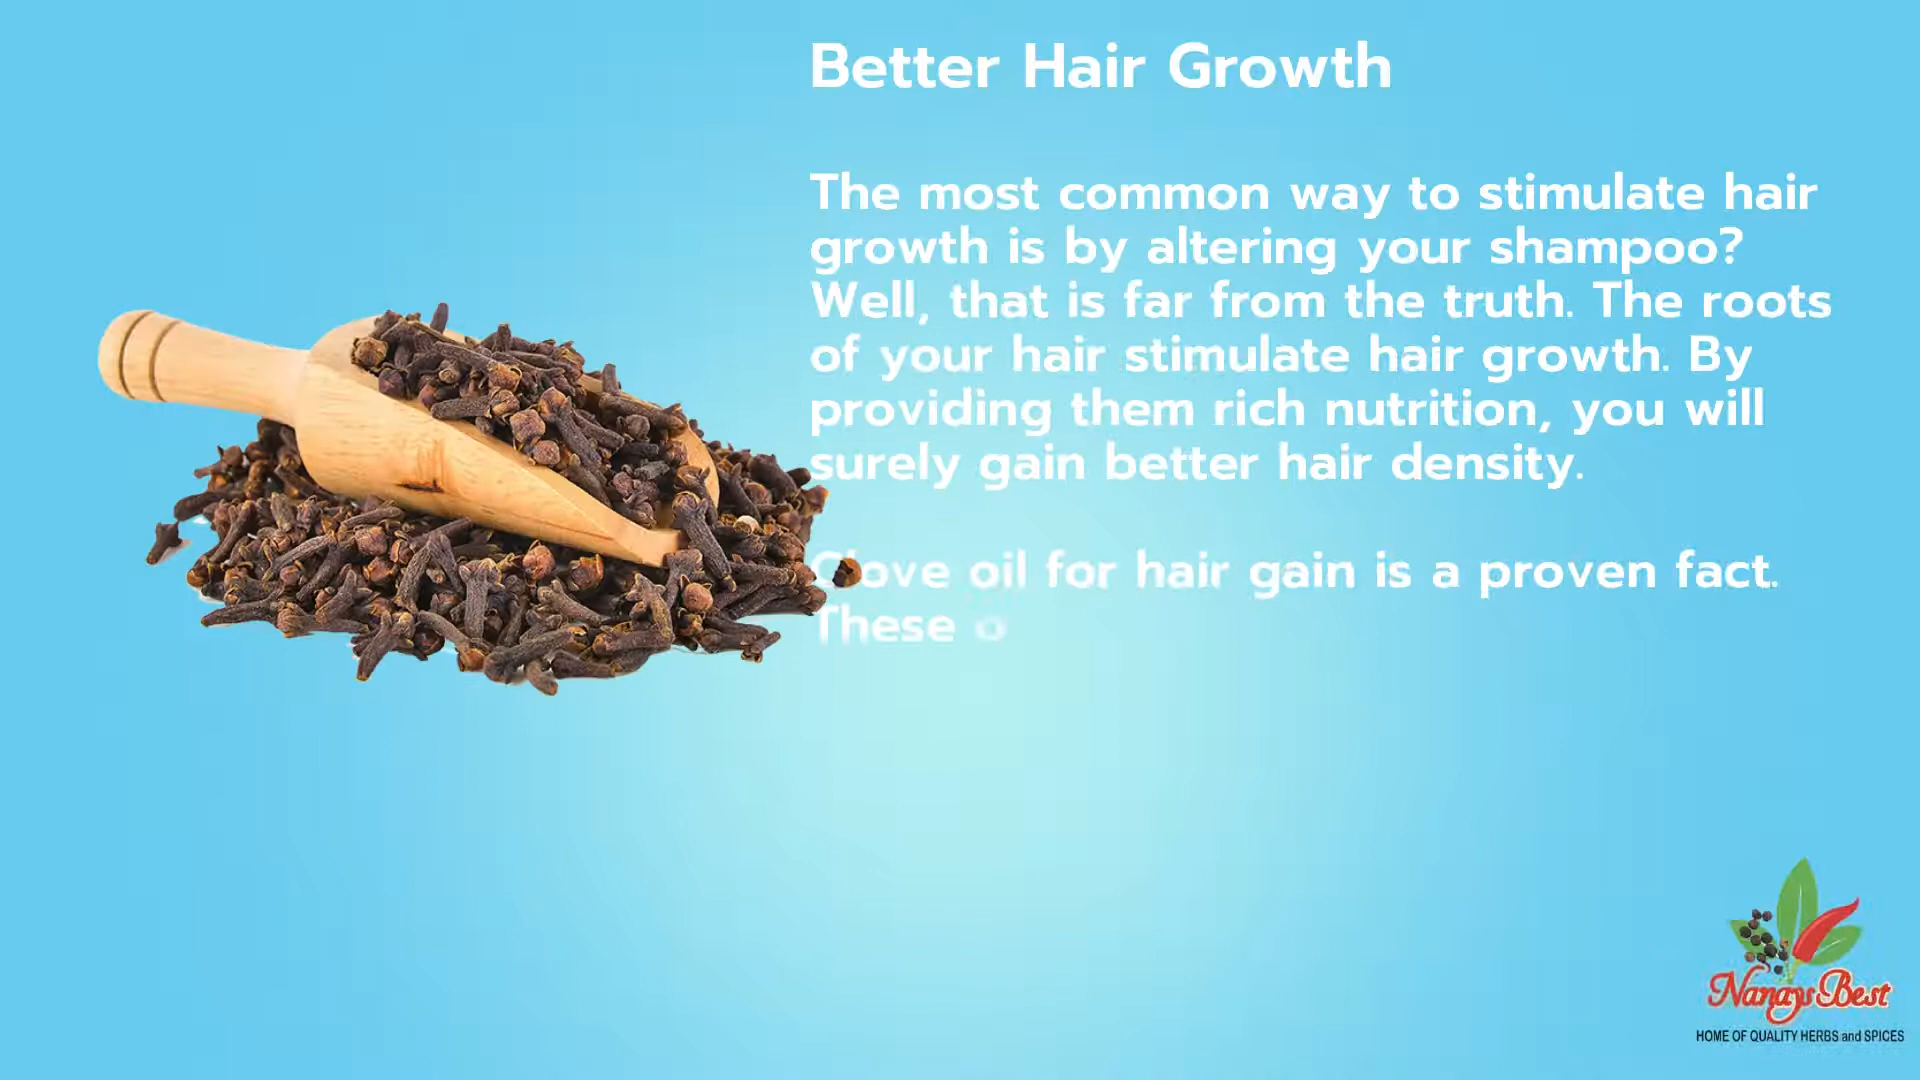 Better Hair Growth
The most common way to stimulate hair
growth is by altering your shampoo?
Well, that is far from the truth. The roots
of your hair stimulate hair growth. By
providing them rich nutrition, you will
surely gain better hair density.
Clove oil for hair gain is a proven fact.
These o
Nanays Best
HOME OF QUALITY HERBS and SPICES